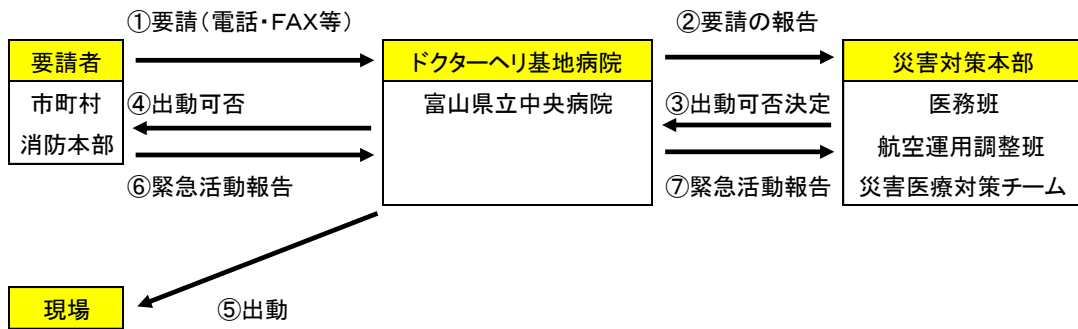 ①要請（電話・FAX等）
②要請の報告
要請者
ドクターヘリ基地病院
災害対策本部
市町村
④出動可否
富山県立中央病院
③出動可否決定
医務班
消防本部
航空運用調整班
⑥緊急活動報告
⑦緊急活動報告
災害医療対策チーム
現場
⑤出動